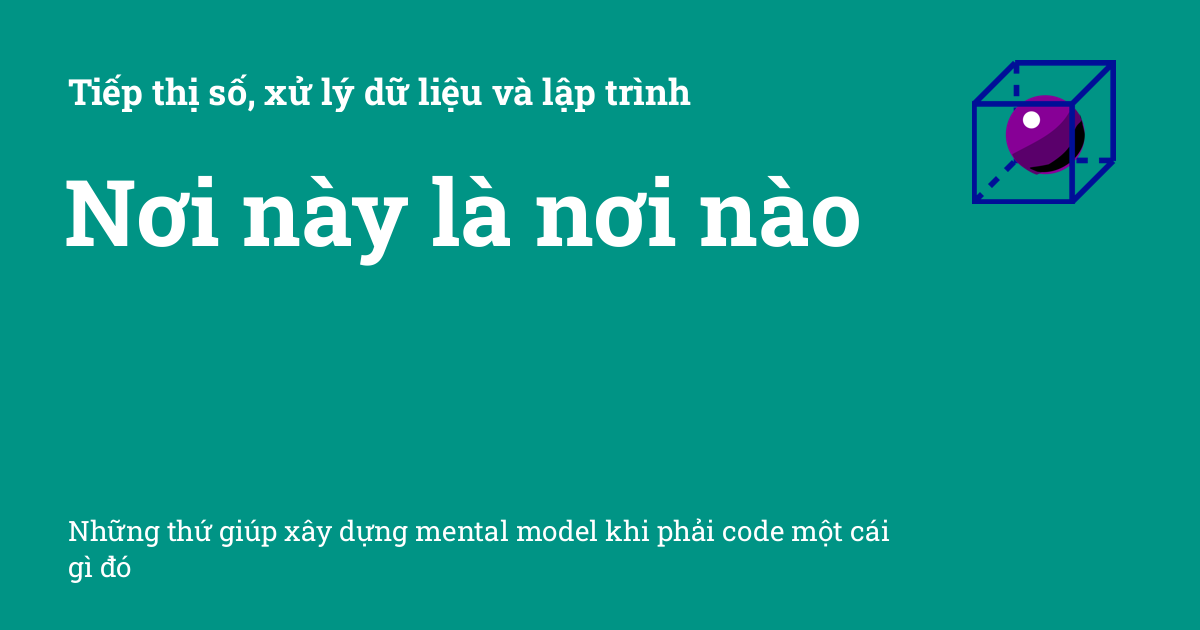 Tiếp thị số, xử lý dữ liệu và lập trình
Nơi này là nơi nào
Những thứ giúp xây dựng mental model khi phải code một cái
gì đó